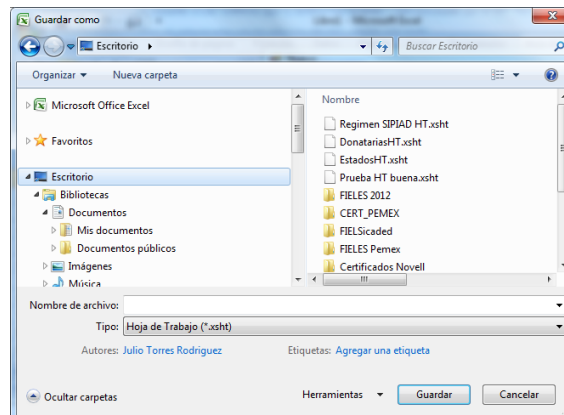 Guardar como
Escritorio
Buscar Escritorio
Organizar
Nueva carpeta
Microsoft Office Excel
Favoritos
Escritorio
Bibliotecas
Documentos
Mis documentos
Documentos públicos
Imágenes
Música
Nombre
Regimen SIPIAD HT.xsht
DonatariasHT.xsht
EstadosHT.xsht
Prueba HT buena.xsht
FIELES 2012
CERT_PEMEX
FIELSicaded
FIELES Pemex
Certificados Novell
Nombre de archivo:
Tipo: Hoja de Trabajo (*.xsht)
Autores: Julio Torres Rodriguez
Etiquetas: Agregar una etiqueta
Ocultar carpetas
Herramientas
Guardar
Cancelar